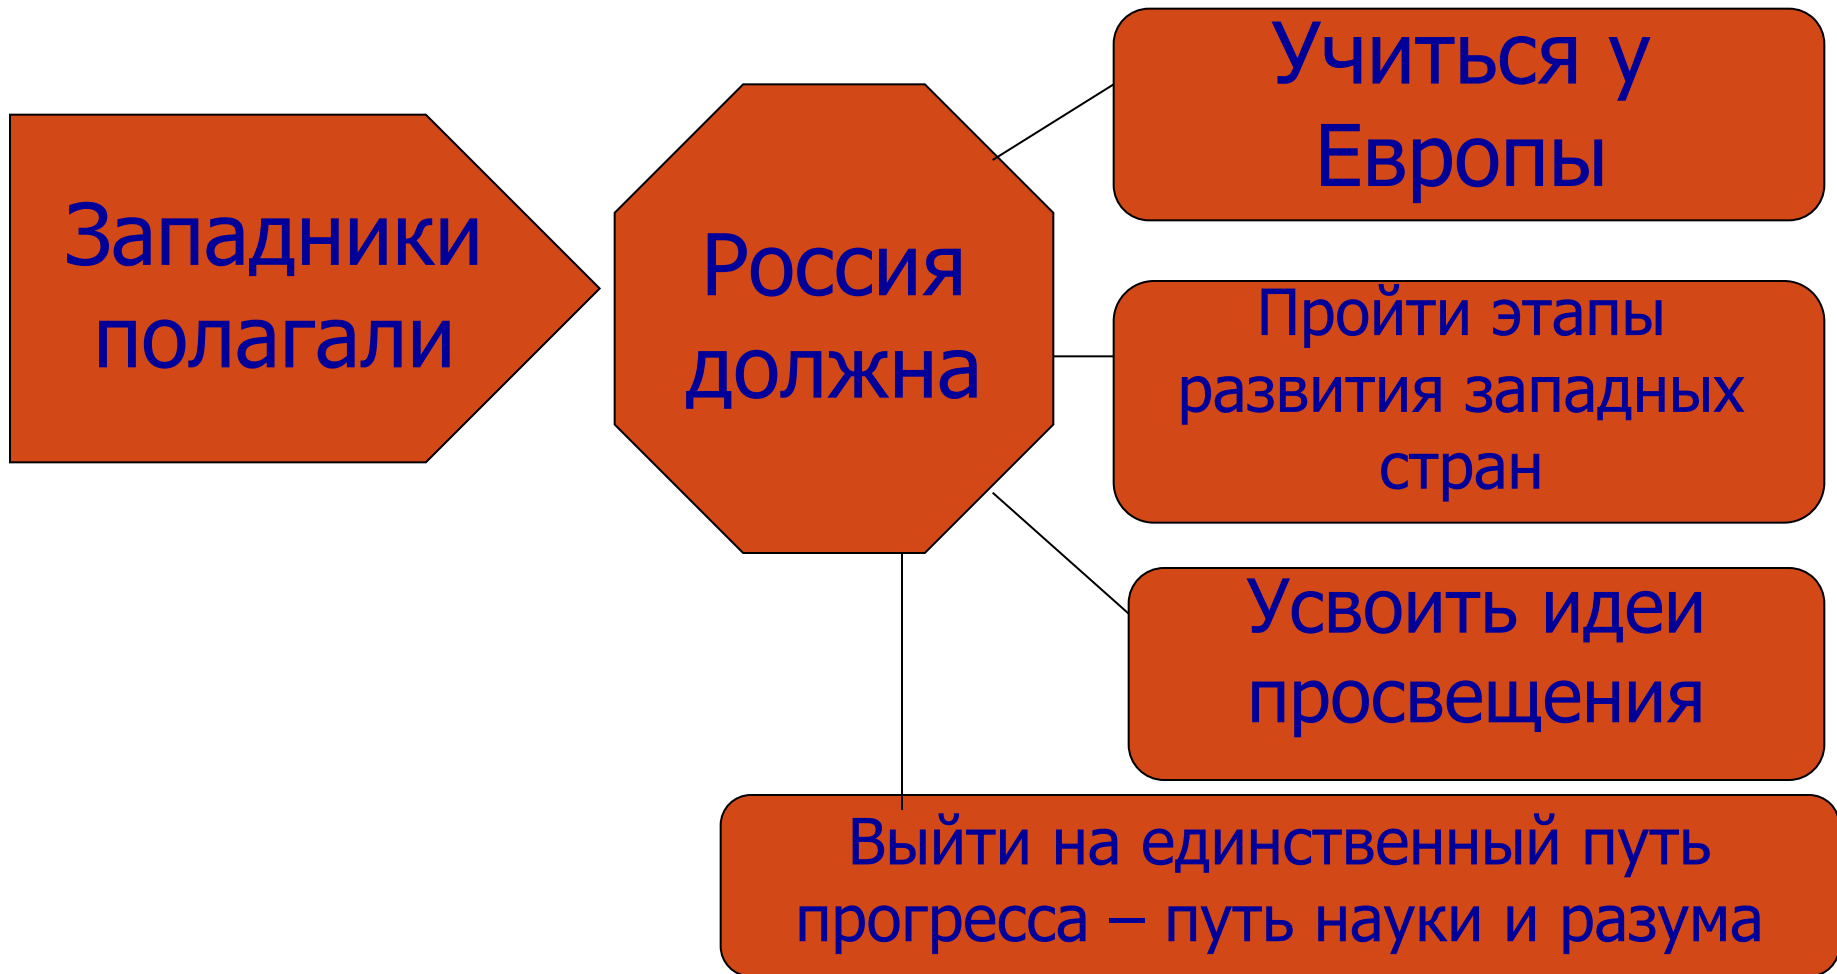 Западники
полагали
Россия
должна
Учиться у
Европы
Пройти этапы
развития западных
стран
Усвоить идеи
просвещения
Выйти на единственный путь
прогресса – путь науки и разума